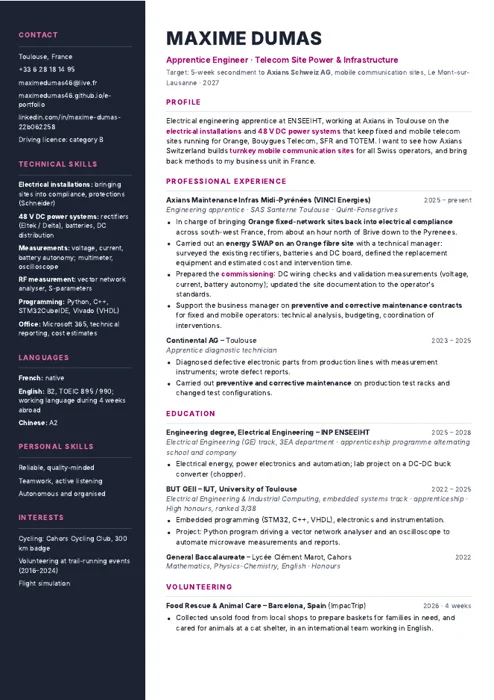 CONTACT
Toulouse, France
+33 6 28 18 14 95
maximedumas46@live.fr
maximedumas46.github.io/e-
portfolio
linkedin.com/in/maxime-dumas-
22b062258
Driving licence: category B
TECHNICAL SKILLS
Electrical installations: bringing
sites into compliance, protections
(Schneider)
48 V DC power systems: rectifiers
(Eltek / Delta), batteries, DC
distribution
Measurements: voltage, current,
battery autonomy; multimeter,
oscilloscope
RF measurement: vector network
analyser, S-parameters
Programming: Python, C++,
STM32CubeIDE, Vivado (VHDL)
Office: Microsoft 365, technical
reporting, cost estimates
LANGUAGES
French: native
English: B2, TOEIC 895 / 990;
working language during 4 weeks
abroad
Chinese: A2
PERSONAL SKILLS
Reliable, quality-minded
Teamwork, active listening
Autonomous and organised
INTERESTS
Cycling: Cahors Cycling Club, 300
km badge
Volunteering at trail-running events
(2016–2024)
Flight simulation
MAXIME DUMAS
Apprentice Engineer · Telecom Site Power & Infrastructure
Target: 5-week secondment to Axians Schweiz AG, mobile communication sites, Le Mont-sur-
Lausanne · 2027
PROFILE
Electrical engineering apprentice at ENSEEIHT, working at Axians in Toulouse on the
electrical installations and 48 V DC power systems that keep fixed and mobile telecom
sites running for Orange, Bouygues Telecom, SFR and TOTEM. I want to see how Axians
Switzerland builds turnkey mobile communication sites for all Swiss operators, and bring
back methods to my business unit in France.
PROFESSIONAL EXPERIENCE
Axians Maintenance Infras Midi-Pyrénées (VINCI Energies) 2025 – present
Engineering apprentice · SAS Santerne Toulouse · Quint-Fonsegrives
• In charge of bringing Orange fixed-network sites back into electrical compliance
across south-west France, from about an hour north of Brive down to the Pyrenees.
• Carried out an energy SWAP on an Orange fibre site with a technical manager:
surveyed the existing rectifiers, batteries and DC board, defined the replacement
equipment and estimated cost and intervention time.
• Prepared the commissioning: DC wiring checks and validation measurements (voltage,
current, battery autonomy); updated the site documentation to the operator's
standards.
• Support the business manager on preventive and corrective maintenance contracts
for fixed and mobile operators: technical analysis, budgeting, coordination of
interventions.
Continental AG – Toulouse 2023 – 2025
Apprentice diagnostic technician
• Diagnosed defective electronic parts from production lines with measurement
instruments; wrote defect reports.
• Carried out preventive and corrective maintenance on production test racks and
changed test configurations.
EDUCATION
Engineering degree, Electrical Engineering – INP ENSEEIHT 2025 – 2028
Electrical Engineering (GE) track, 3EA department · apprenticeship programme alternating
school and company
• Electrical energy, power electronics and automation; lab project on a DC-DC buck
converter (chopper).
BUT GEII – IUT, University of Toulouse 2022 – 2025
Electrical Engineering & Industrial Computing, embedded systems track · apprenticeship ·
High honours, ranked 3/38
• Embedded programming (STM32, C++, VHDL), electronics and instrumentation.
• Project: Python program driving a vector network analyser and an oscilloscope to
automate microwave measurements and reports.
General Baccalaureate – Lycée Clément Marot, Cahors 2022
Mathematics, Physics-Chemistry, English · Honours
VOLUNTEERING
Food Rescue & Animal Care – Barcelona, Spain (ImpacTrip) 2026 · 4 weeks
• Collected unsold food from local shops to prepare baskets for families in need, and
cared for animals at a cat shelter, in an international team working in English.